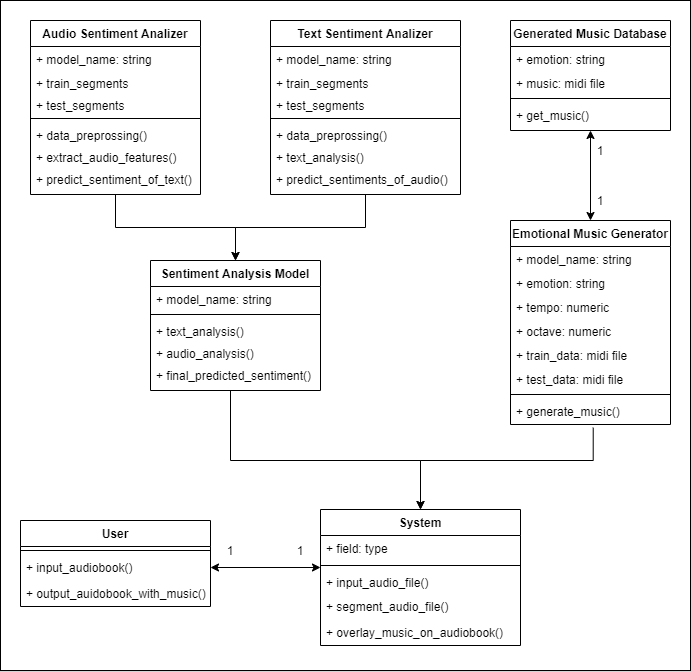 Audio Sentiment Analizer
+ model_name: string
+ train_segments
+ test_segments
+ data_preprossing()
+ extract_audio_features()
+ predict_sentiment_of_text()
Text Sentiment Analizer
+ model_name: string
+ train_segments
+ test_segments
+ data_preprossing()
+ text_analysis()
+ predict_sentiments_of_audio()
Generated Music Database
+ emotion: string
+ music: midi file
+ get_music()
1
1
Sentiment Analysis Model
+ model_name: string
+ text_analysis()
+ audio_analysis()
+ final_predicted_sentiment()
Emotional Music Generator
+ model_name: string
+ emotion: string
+ tempo: numeric
+ octave: numeric
+ train_data: midi file
+ test_data: midi file
+ generate_music()
User
+ input_audiobook()
+ output_auidobook_with_music()
1
1
System
+ field: type
+ input_audio_file()
+ segment_audio_file()
+ overlay_music_on_audiobook()